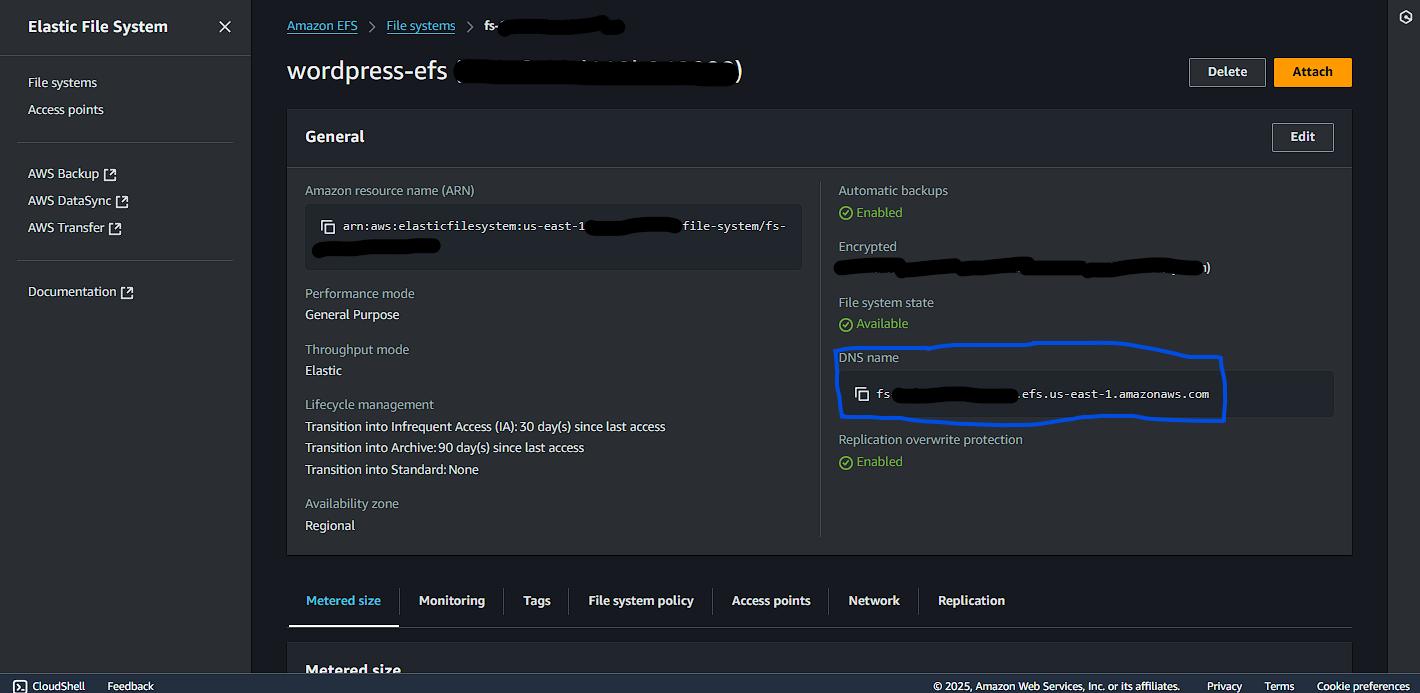 Elastic File System
Amazon EFS > File systems > fs-
wordpress-efs ( )
Delete
Attach
File systems
Access points
AWS Backup
AWS DataSync
AWS Transfer
Documentation
General
Edit
Amazon resource name (ARN)
arn:aws:elasticfilesystem:us-east-1 file-system/fs-
Performance mode
General Purpose
Throughput mode
Elastic
Lifecycle management
Transition into Infrequent Access (IA): 30 day(s) since last access
Transition into Archive: 90 day(s) since last access
Transition into Standard: None
Availability zone
Regional
Automatic backups
Enabled
Encrypted
)
File system state
Available
DNS name
fs .efs.us-east-1.amazonaws.com
Replication overwrite protection
Enabled
Metered size
Monitoring
Tags
File system policy
Access points
Network
Replication
Metered size
CloudShell
Feedback
© 2025, Amazon Web Services, Inc. or its affiliates.
Privacy
Terms
Cookie preferences